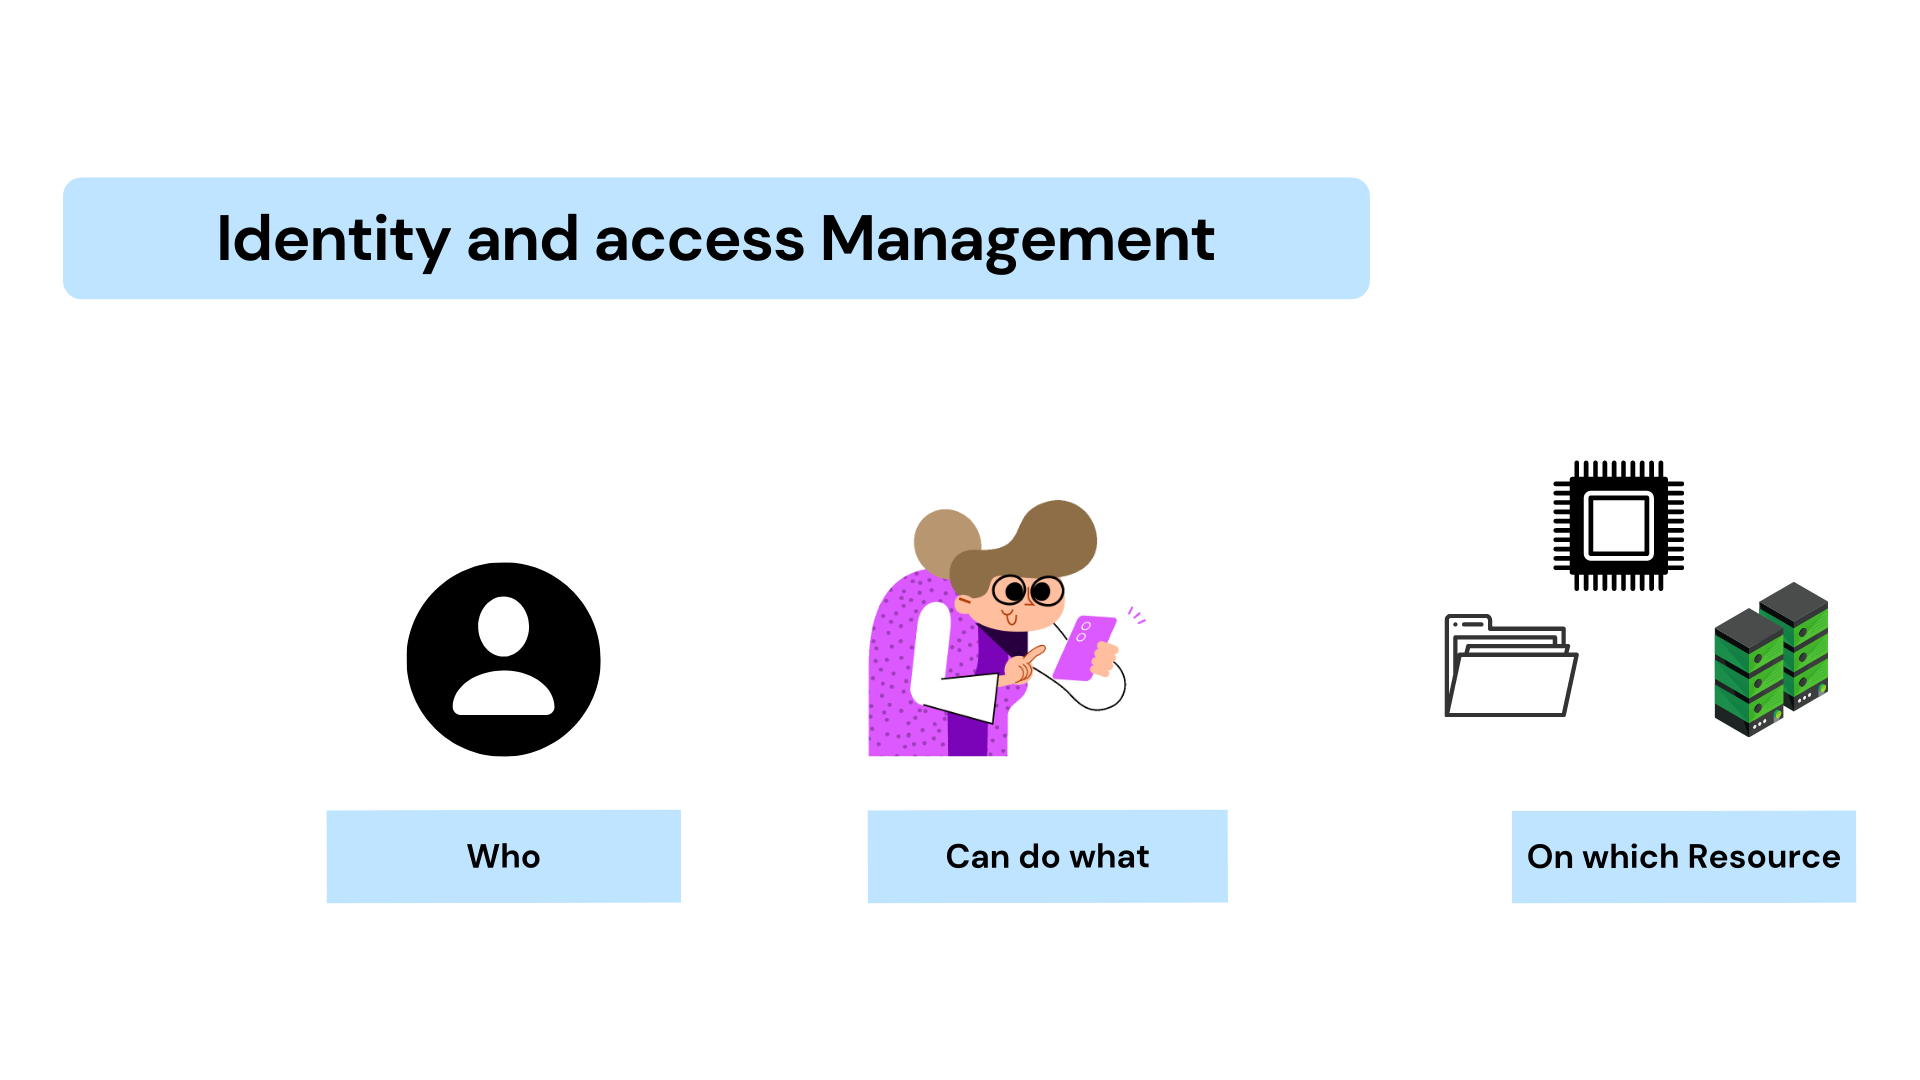 Identity and access Management
Who
Can do what
On which Resource